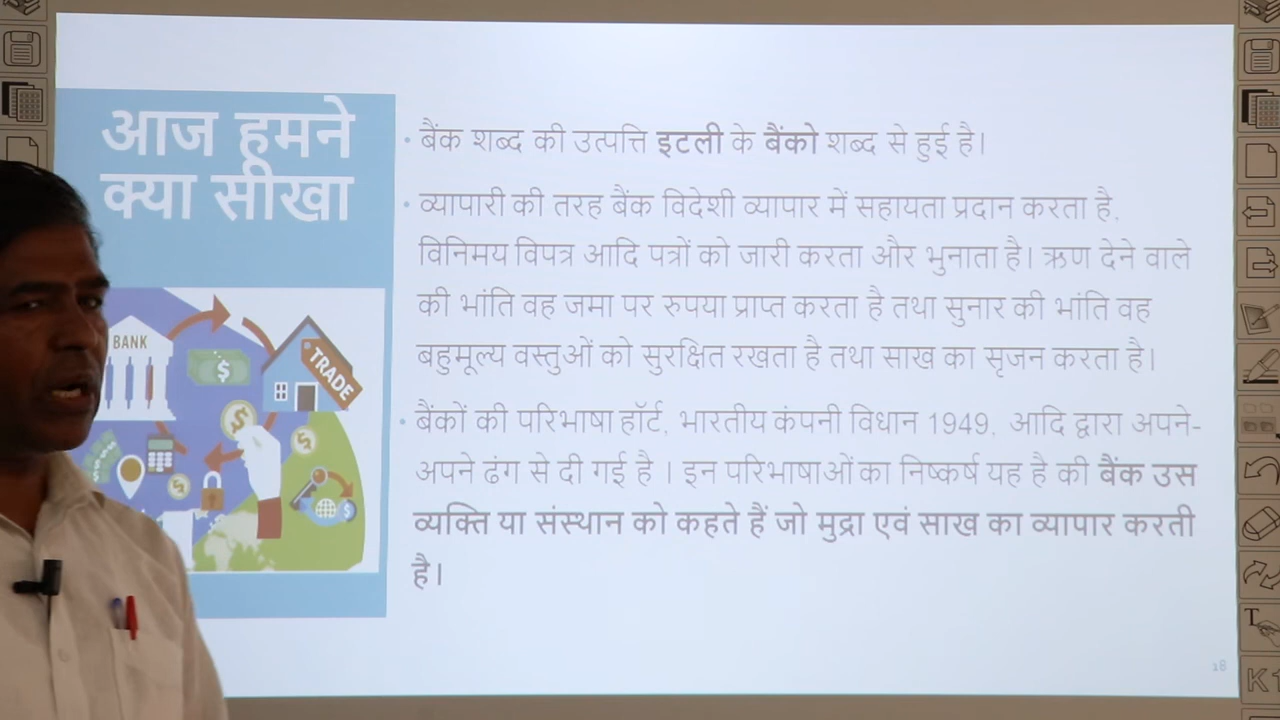 आज हमने
क्या सीखा
BANK
TRADE
• बैंक शब्द की उत्पत्ति इटली के बैंको शब्द से हुई है।
• व्यापारी की तरह बैंक विदेशी व्यापार में सहायता प्रदान करता है,
विनिमय विपत्र आदि पत्रों को जारी करता और भुनाता है। ऋण देने वाले
की भांति वह जमा पर रुपया प्राप्त करता है तथा सुनार की भांति वह
बहुमूल्य वस्तुओं को सुरक्षित रखता है तथा साख का सृजन करता है।
• बैंकों की परिभाषा हॉर्ट, भारतीय कंपनी विधान 1949, आदि द्वारा अपने-
अपने ढंग से दी गई है । इन परिभाषाओं का निष्कर्ष यह है की बैंक उस
व्यक्ति या संस्थान को कहते हैं जो मुद्रा एवं साख का व्यापार करती
है।
28
T
K1